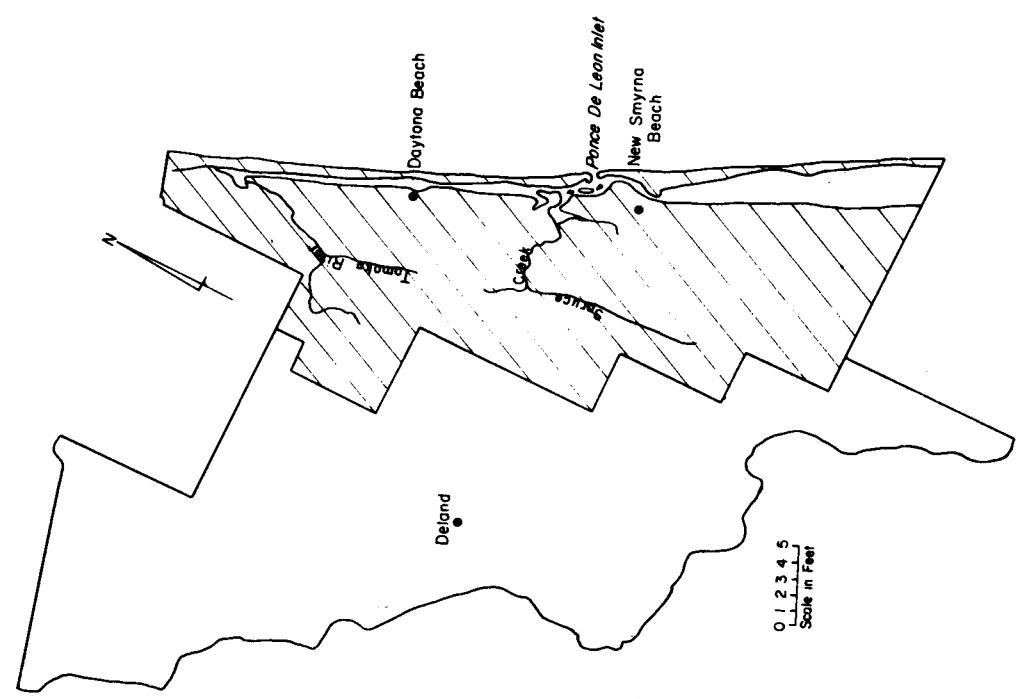 N
Daytona Beach
Ponce De Leon Inlet
New Smyrna
Beach
Tomoka River
Spruce Creek
Deland
0 1 2 3 4 5
Scale in Feet